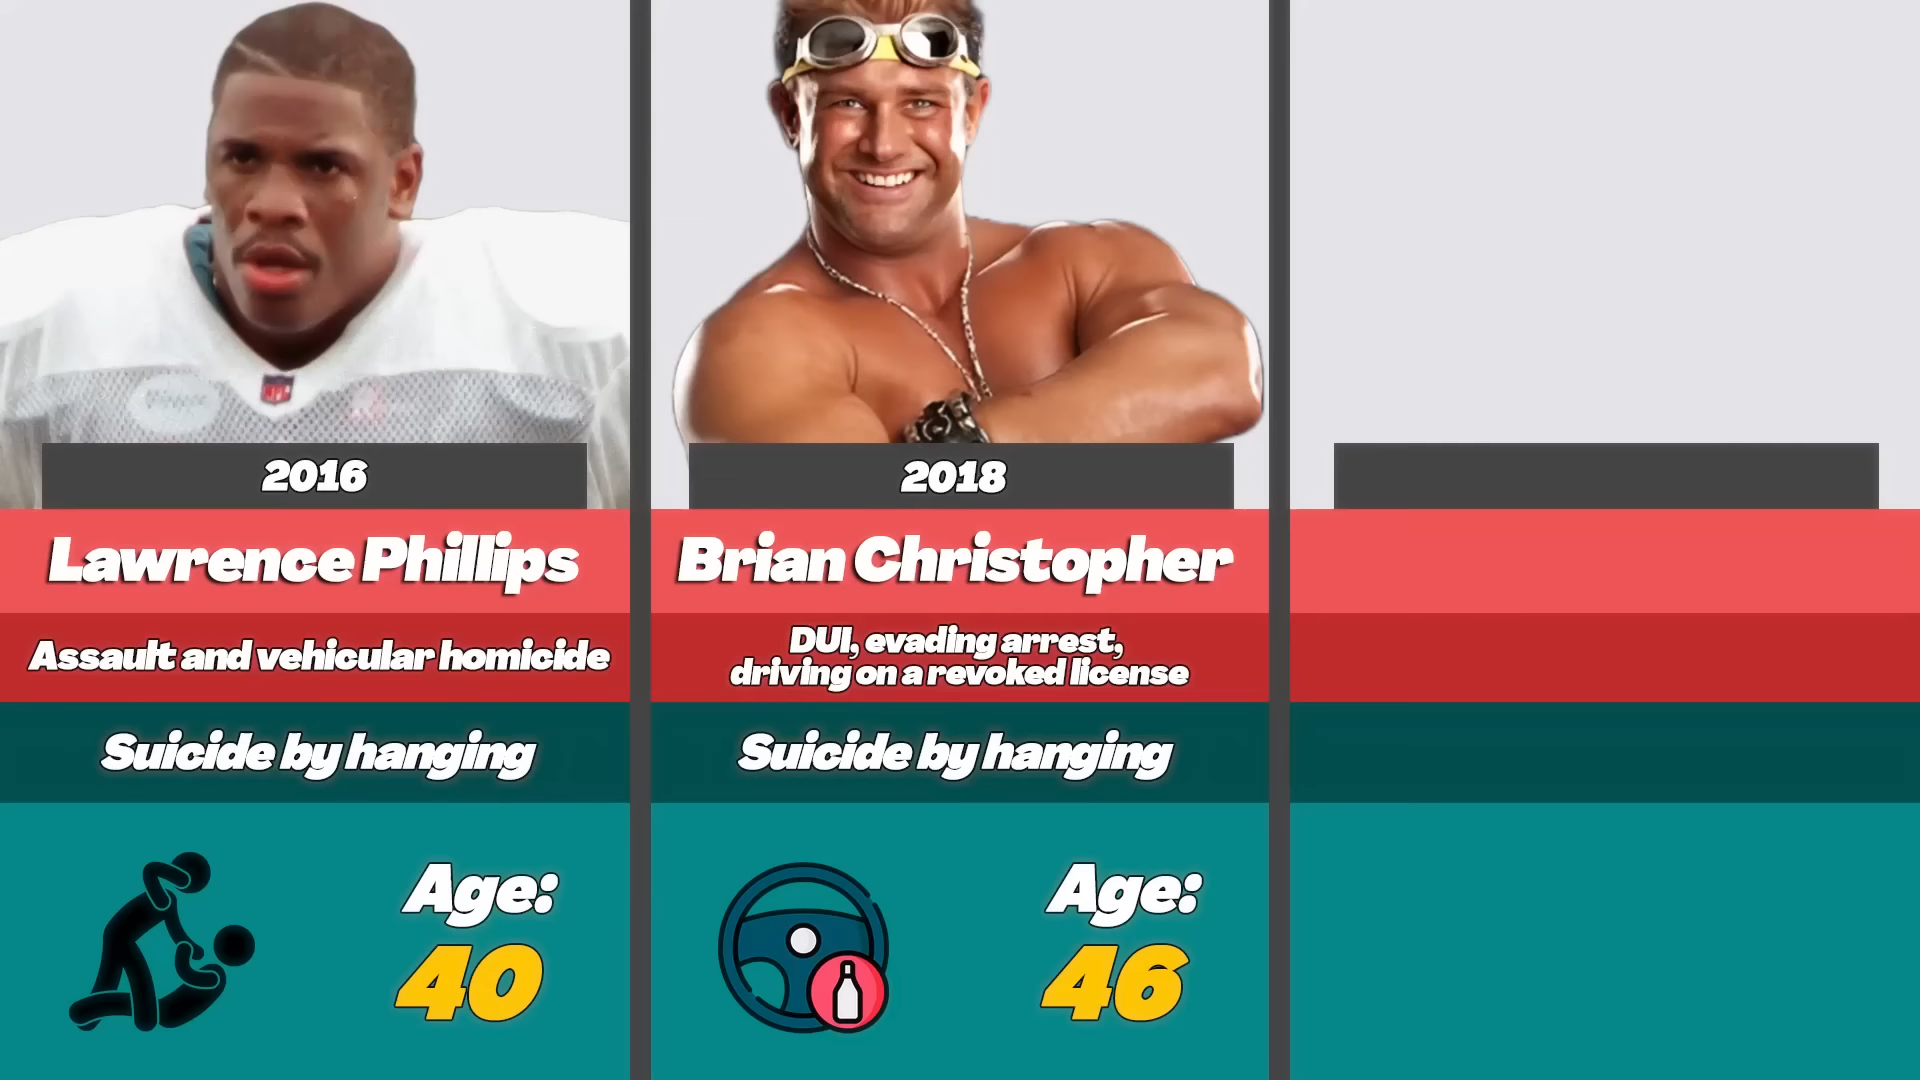 2016
Lawrence Phillips
Assault and vehicular homicide
Suicide by hanging
Age:
40
2018
Brian Christopher
DUI, evading arrest,
driving on a revoked license
Suicide by hanging
Age:
46